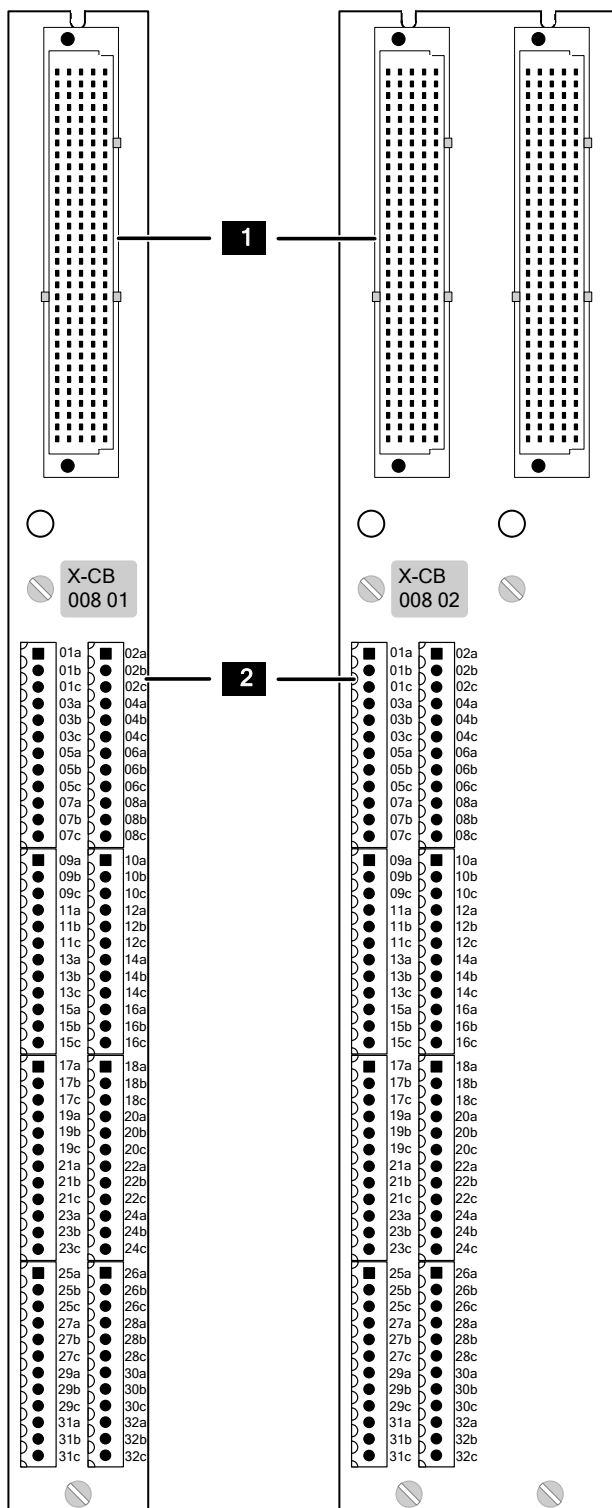 1
X-CB
008 01
X-CB
008 02
2
01a 02a 01a 02a
01b 02b 01b 02b
01c 02c 01c 02c
03a 04a 03a 04a
03b 04b 03b 04b
03c 04c 03c 04c
05a 06a 05a 06a
05b 06b 05b 06b
05c 06c 05c 06c
07a 08a 07a 08a
07b 08b 07b 08b
07c 08c 07c 08c
09a 10a 09a 10a
09b 10b 09b 10b
09c 10c 09c 10c
11a 12a 11a 12a
11b 12b 11b 12b
11c 12c 11c 12c
13a 14a 13a 14a
13b 14b 13b 14b
13c 14c 13c 14c
15a 16a 15a 16a
15b 16b 15b 16b
15c 16c 15c 16c
17a 18a 17a 18a
17b 18b 17b 18b
17c 18c 17c 18c
19a 20a 19a 20a
19b 20b 19b 20b
19c 20c 19c 20c
21a 22a 21a 22a
21b 22b 21b 22b
21c 22c 21c 22c
23a 24a 23a 24a
23b 24b 23b 24b
23c 24c 23c 24c
25a 26a 25a 26a
25b 26b 25b 26b
25c 26c 25c 26c
27a 28a 27a 28a
27b 28b 27b 28b
27c 28c 27c 28c
29a 30a 29a 30a
29b 30b 29b 30b
29c 30c 29c 30c
31a 32a 31a 32a
31b 32b 31b 32b
31c 32c 31c 32c